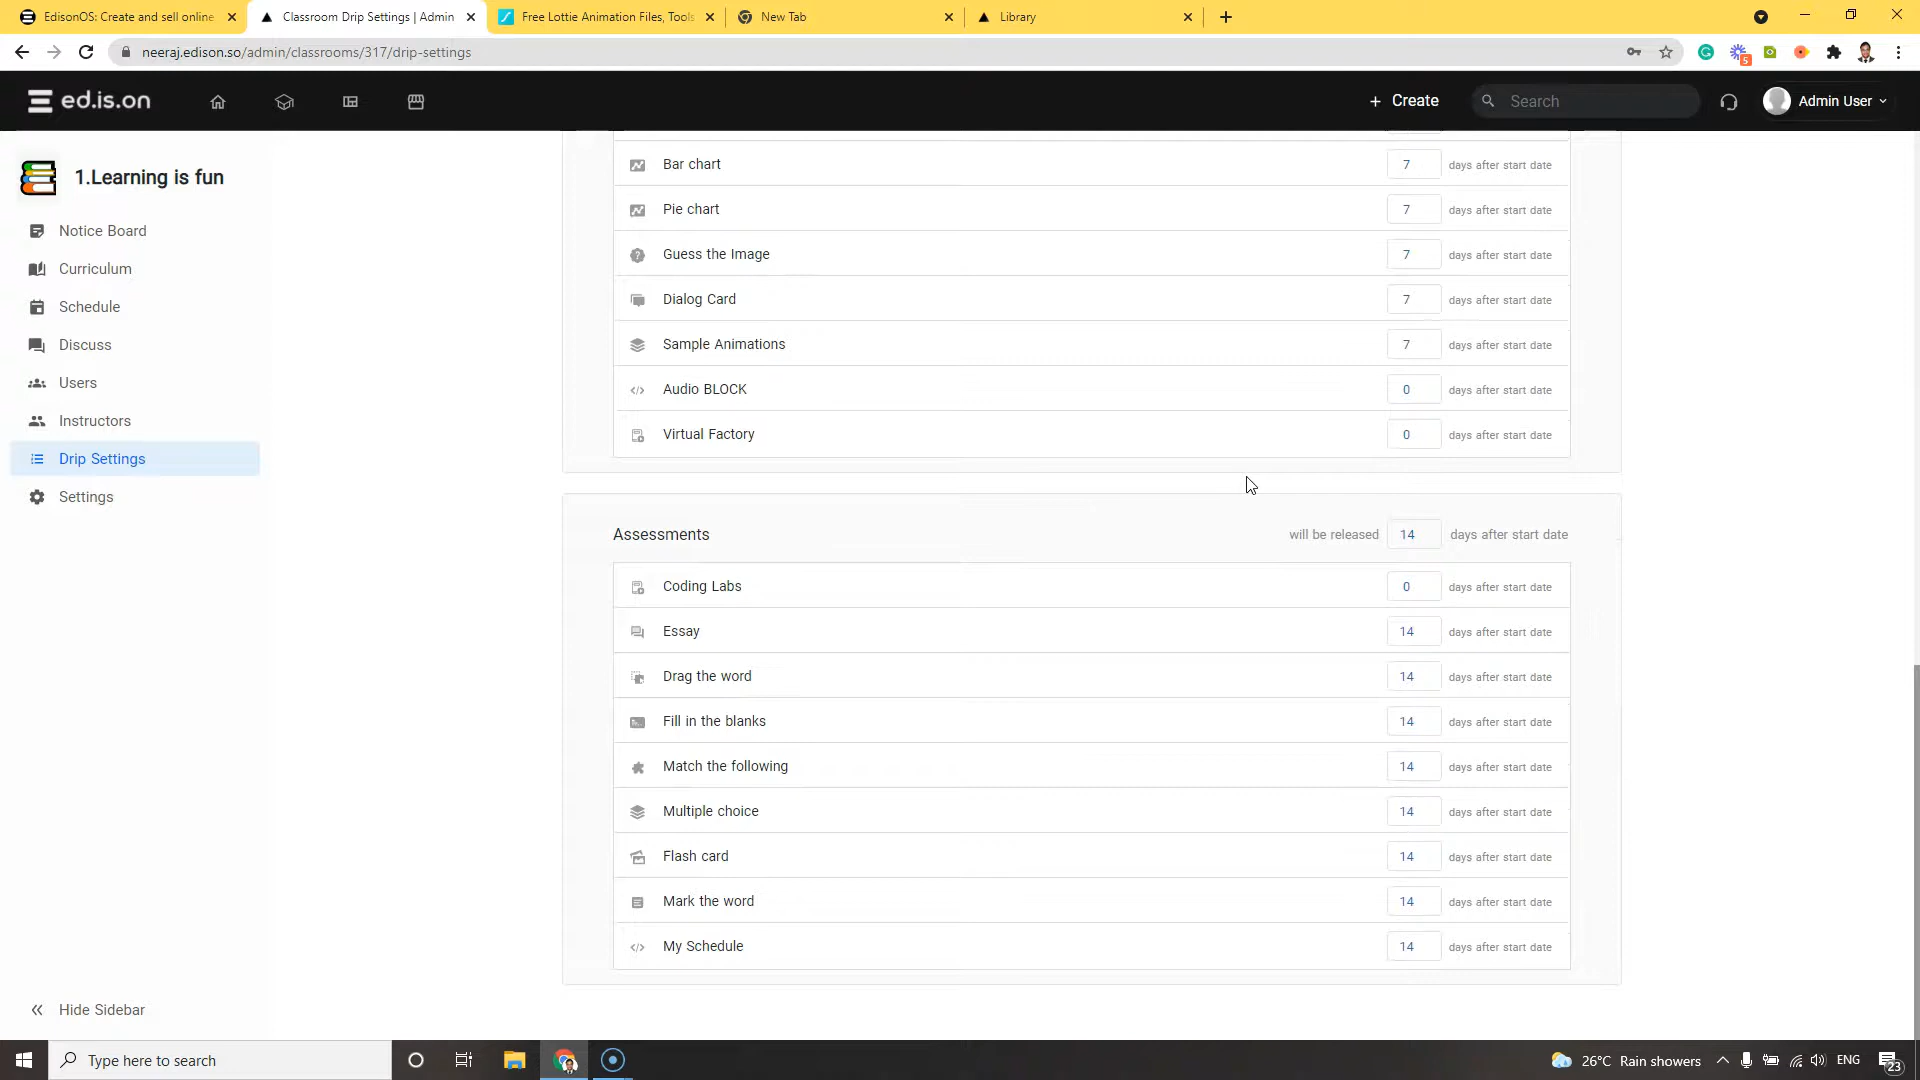 EdisonOS: Create and sell online
Classroom Drip Settings | Admin
Free Lottie Animation Files, Tools
New Tab
Library
neeraj.edison.so/admin/classrooms/317/drip-settings
5
ed.is.on
+ Create
Search
Admin User
1.Learning is fun
Notice Board
Curriculum
Schedule
Discuss
Users
Instructors
Drip Settings
Settings
Hide Sidebar
Bar chart 7 days after start date
Pie chart 7 days after start date
Guess the Image 7 days after start date
Dialog Card 7 days after start date
Sample Animations 7 days after start date
Audio BLOCK 0 days after start date
Virtual Factory 0 days after start date
Assessments will be released 14 days after start date
Coding Labs 0 days after start date
Essay 14 days after start date
Drag the word 14 days after start date
Fill in the blanks 14 days after start date
Match the following 14 days after start date
Multiple choice 14 days after start date
Flash card 14 days after start date
Mark the word 14 days after start date
My Schedule 14 days after start date
Type here to search
26°C Rain showers
ENG
23